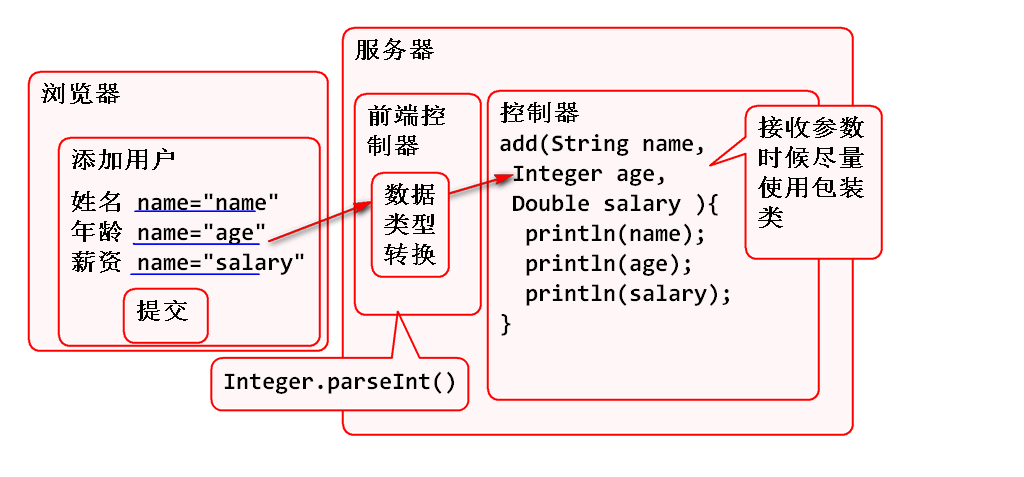 浏览器
添加用户
姓名 name="name"
年龄 name="age"
薪资 name="salary"
提交
服务器
前端控
制器
数据
类型
转换
Integer.parseInt()
控制器
add(String name,
Integer age,
Double salary ){
println(name);
println(age);
println(salary);
}
接收参数
时候尽量
使用包装
类